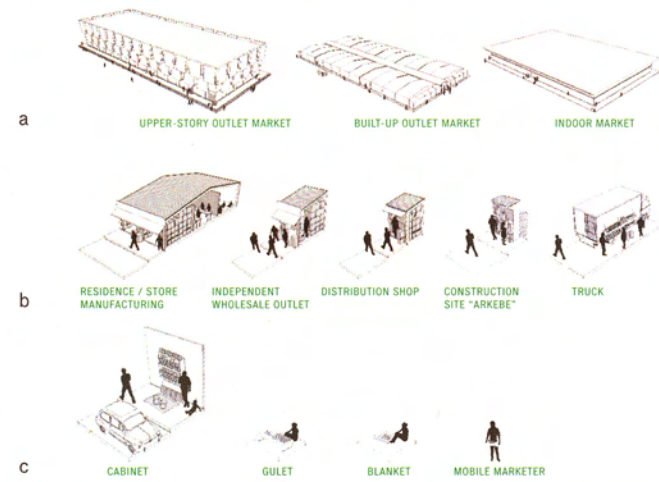 a
UPPER-STORY OUTLET MARKET
BUILT-UP OUTLET MARKET
INDOOR MARKET
b
RESIDENCE / STORE
MANUFACTURING
INDEPENDENT
WHOLESALE OUTLET
DISTRIBUTION SHOP
CONSTRUCTION
SITE "ARKEBE"
TRUCK
c
CABINET
GULET
BLANKET
MOBILE MARKETER